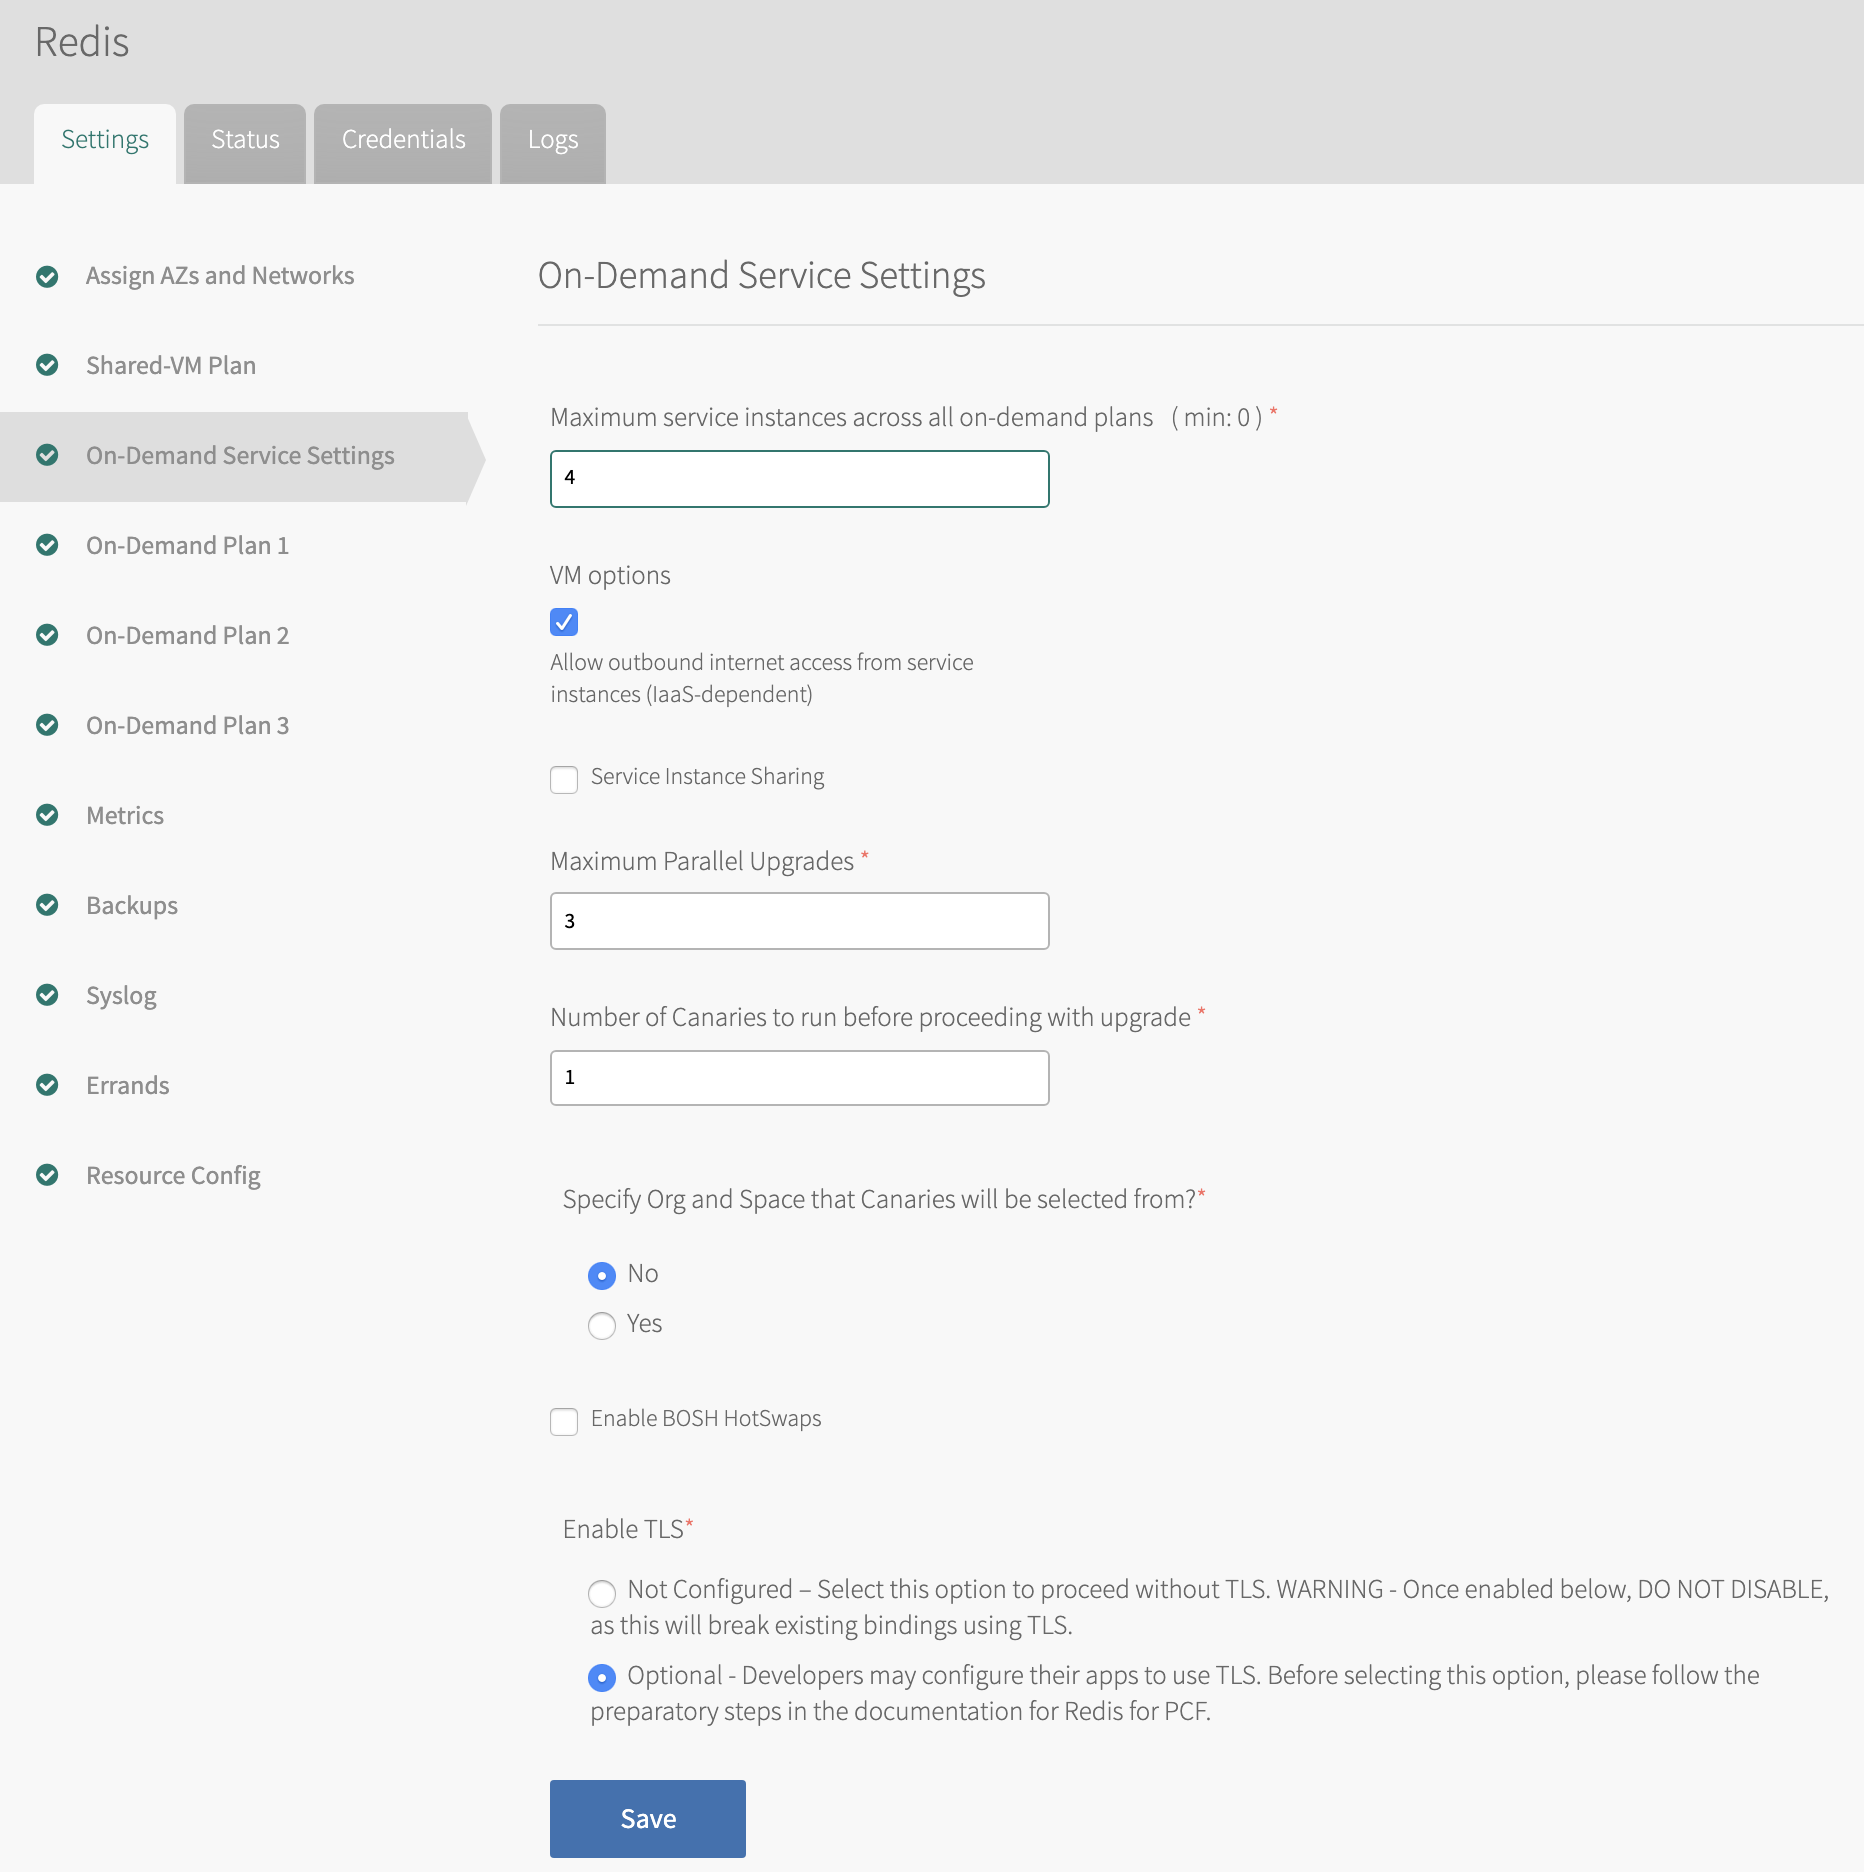 Redis
Settings
Status
Credentials
Logs
Assign AZs and Networks
Shared-VM Plan
On-Demand Service Settings
On-Demand Plan 1
On-Demand Plan 2
On-Demand Plan 3
Metrics
Backups
Syslog
Errands
Resource Config
On-Demand Service Settings
Maximum service instances across all on-demand plans ( min: 0 ) *
4
VM options
Allow outbound internet access from service
instances (IaaS-dependent)
Service Instance Sharing
Maximum Parallel Upgrades *
3
Number of Canaries to run before proceeding with upgrade *
1
Specify Org and Space that Canaries will be selected from?*
No
Yes
Enable BOSH HotSwaps
Enable TLS*
Not Configured – Select this option to proceed without TLS. WARNING - Once enabled below, DO NOT DISABLE,
as this will break existing bindings using TLS.
Optional - Developers may configure their apps to use TLS. Before selecting this option, please follow the
preparatory steps in the documentation for Redis for PCF.
Save